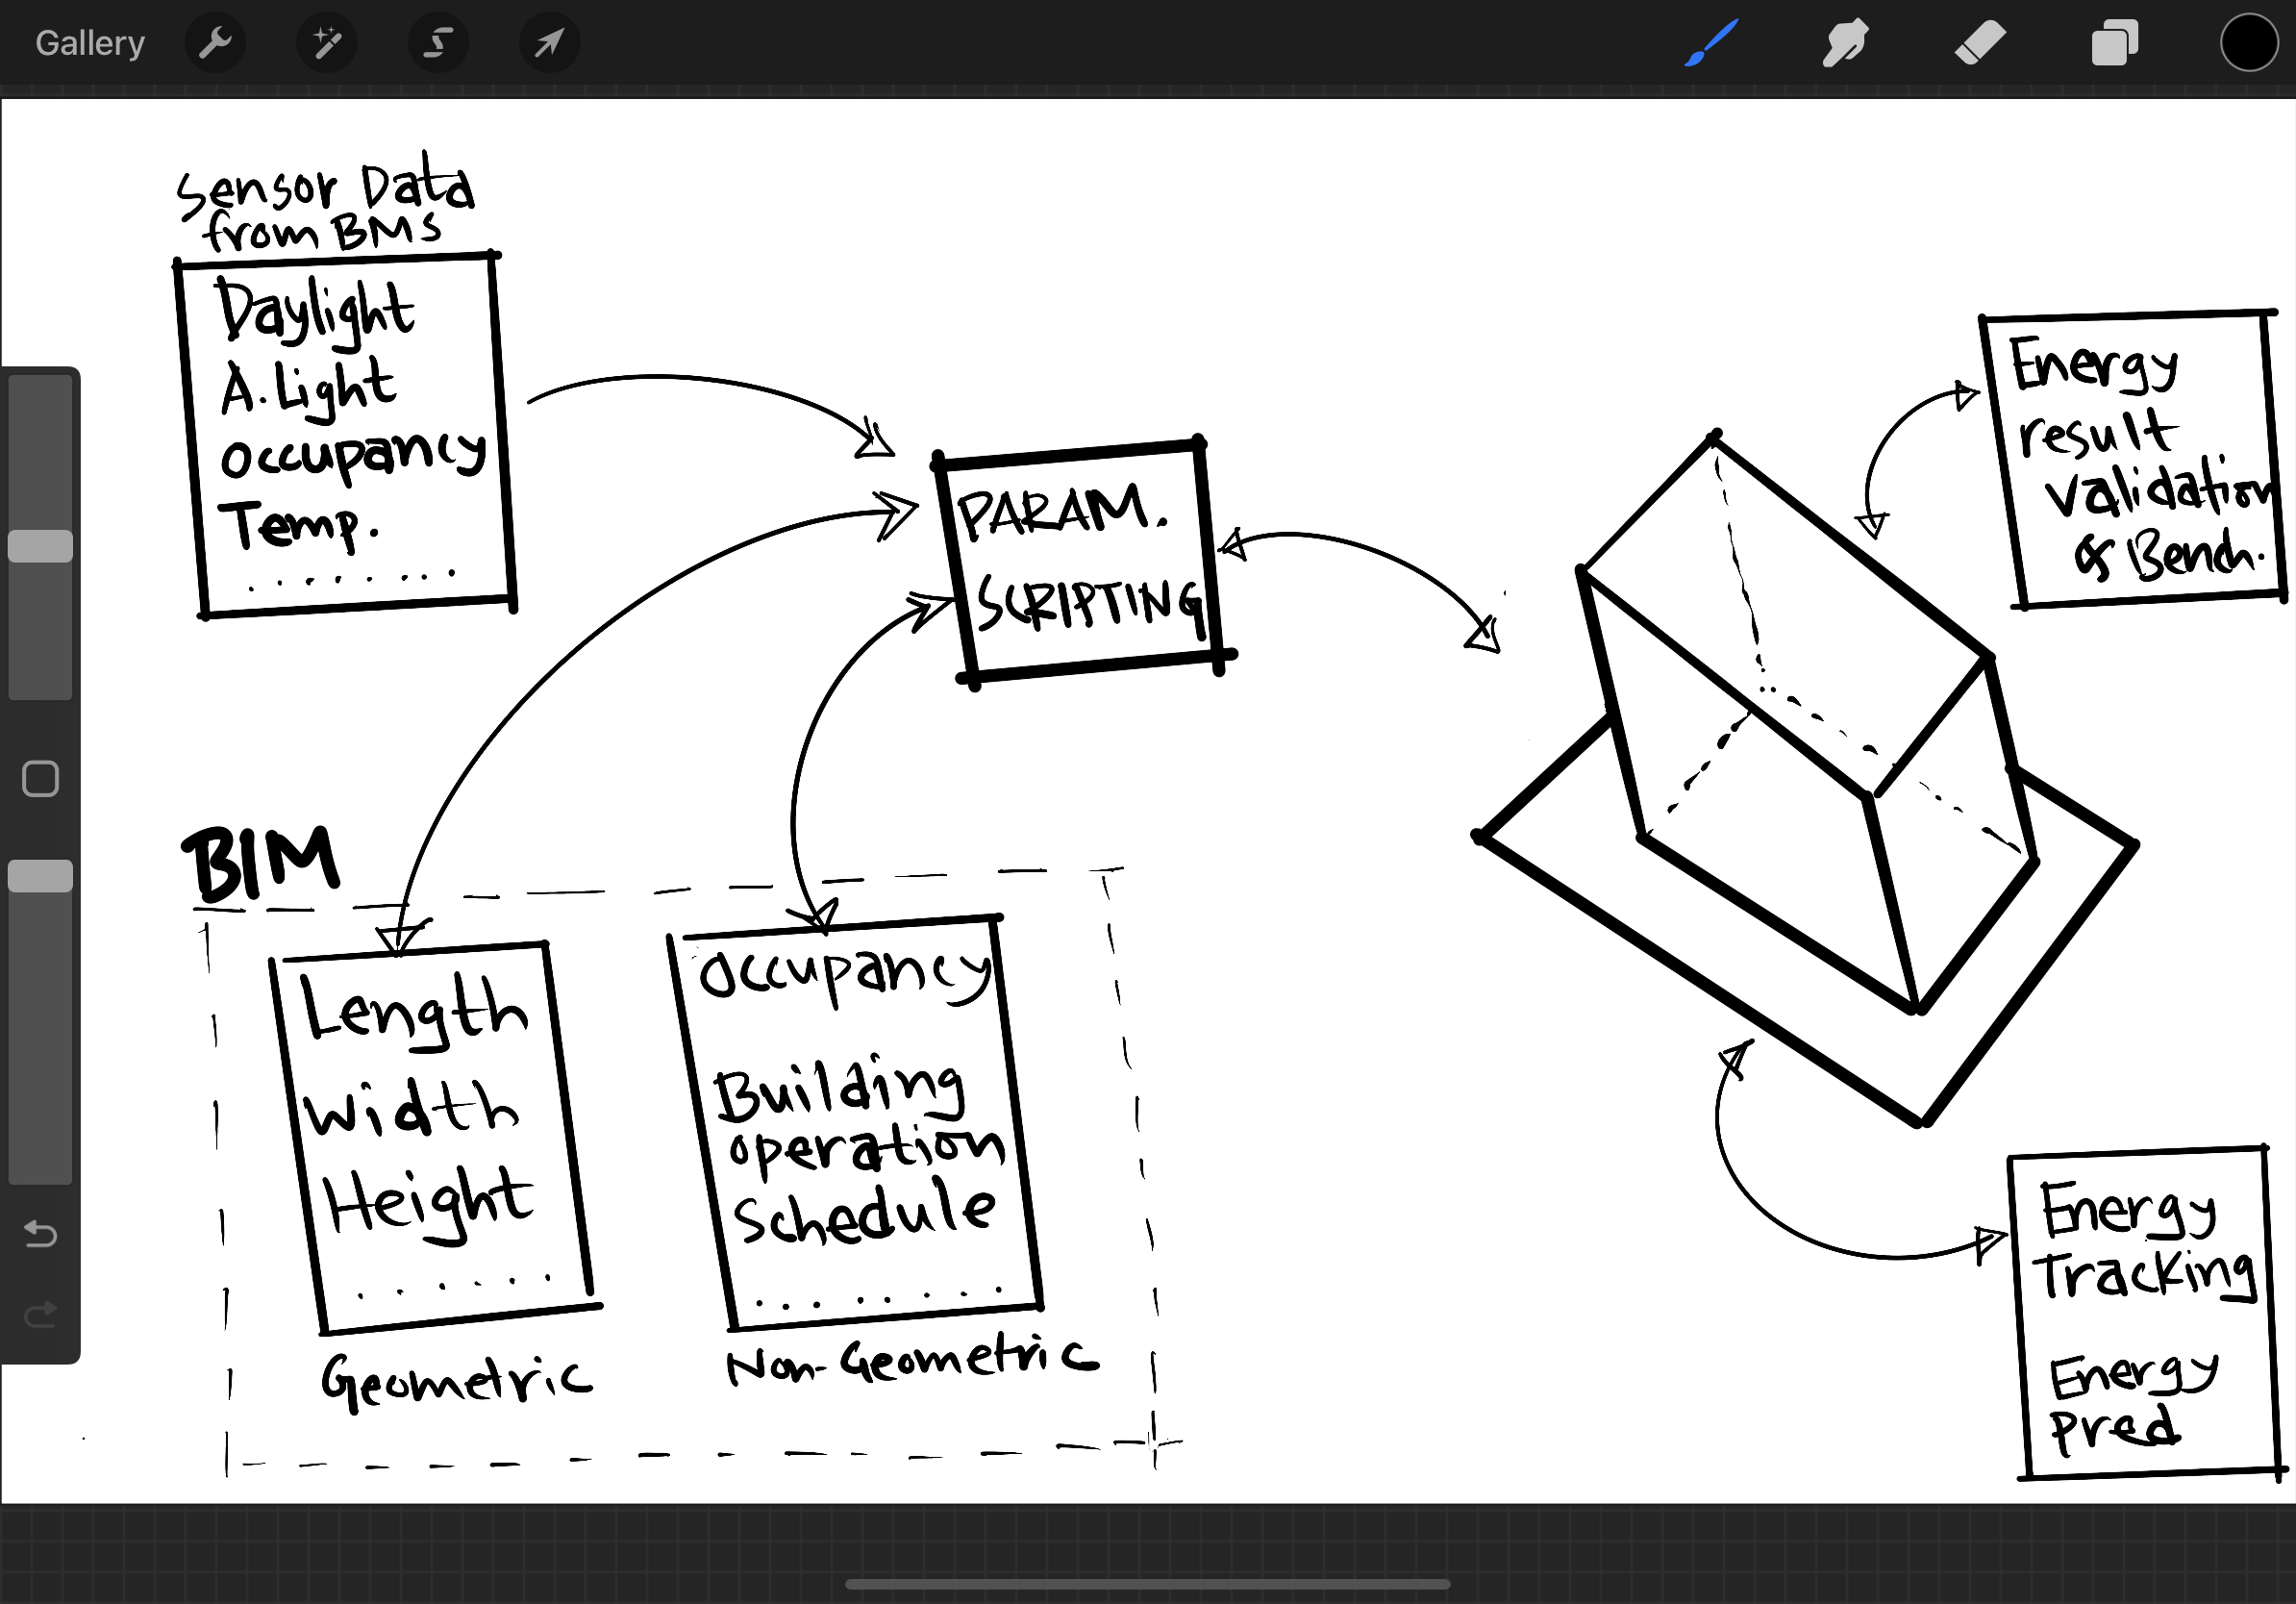 Gallery
Sensor Data
from BMS
Daylight
A. Light
occupancy
Temp.
.......
PARAM.
SCRIPTING
Energy
result
validation
& Bench.
BIM
Length
Width
Height
.....
Geometric
Occupancy
Building
operation
Schedule
........
Non-Geometric
Energy
Tracking
Energy
Pred